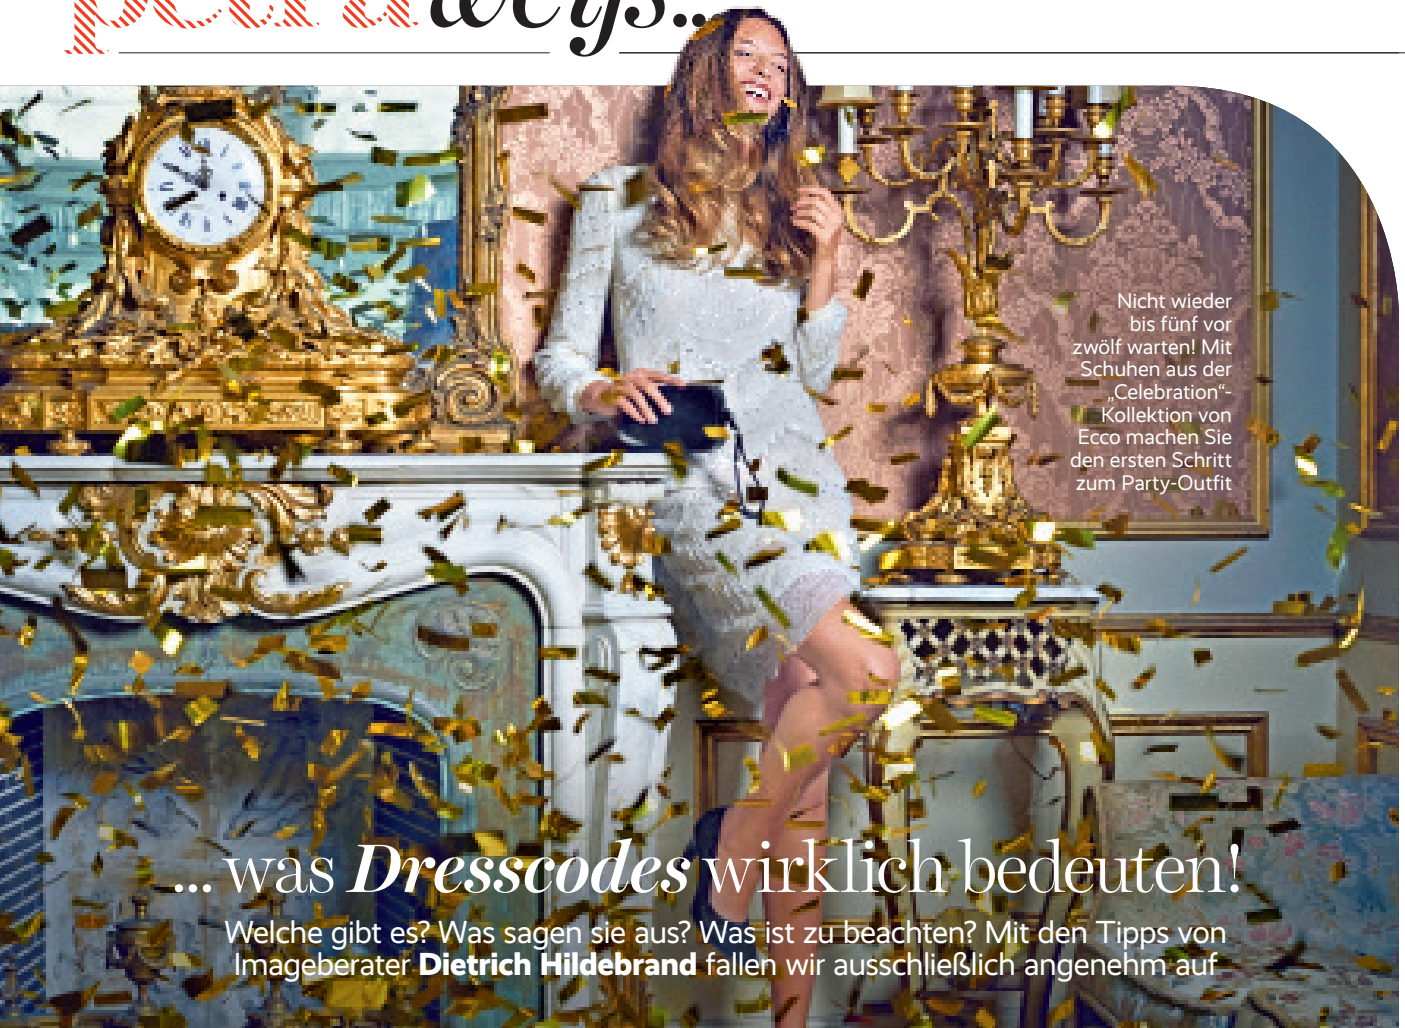 petra weiß...
Nicht wieder
bis fünf vor
zwölf warten! Mit
Schuhen aus der
„Celebration“-
Kollektion von
Ecco machen Sie
den ersten Schritt
zum Party-Outfit
... was Dresscodes wirklich bedeuten!
Welche gibt es? Was sagen sie aus? Was ist zu beachten? Mit den Tipps von
Imageberater Dietrich Hildebrand fallen wir ausschließlich angenehm auf